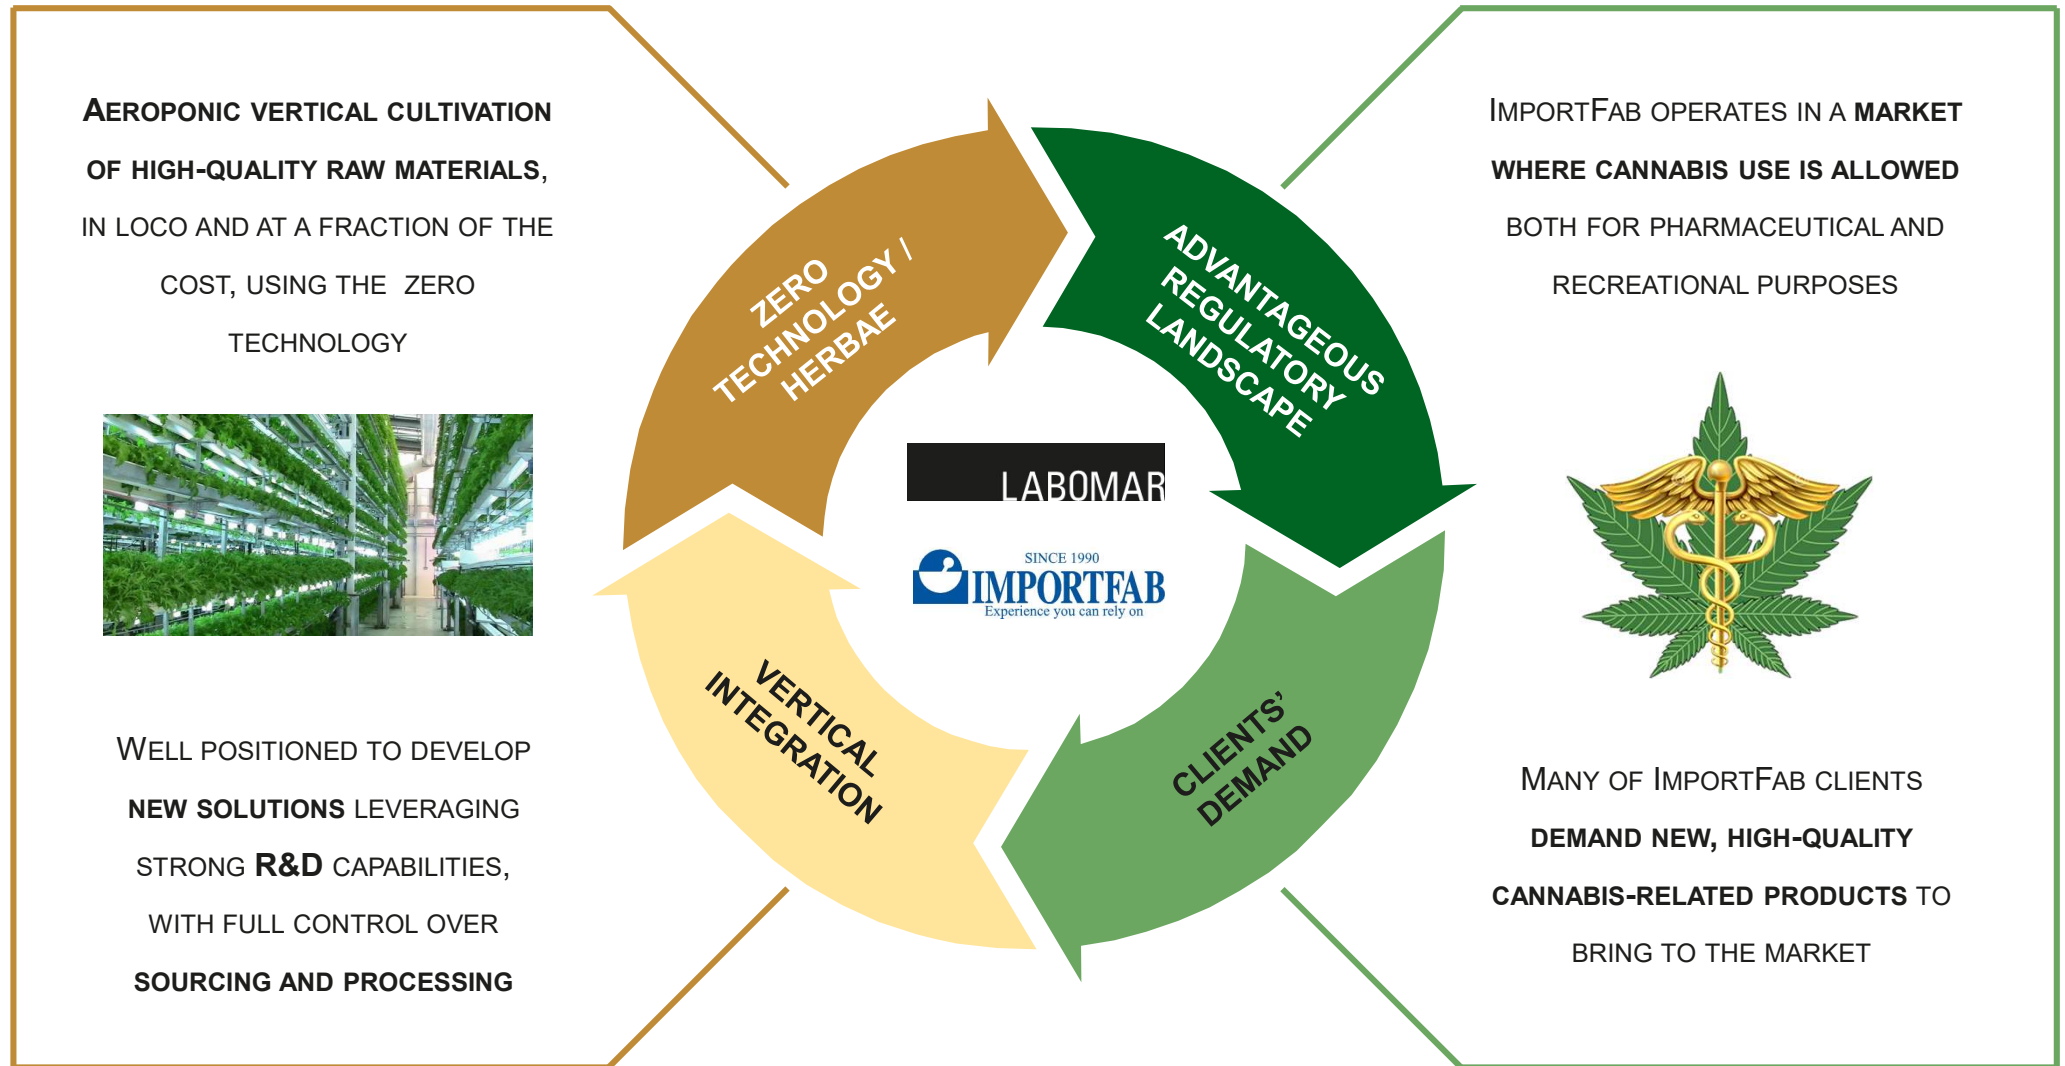 AEROPONIC VERTICAL CULTIVATION
OF HIGH-QUALITY RAW MATERIALS,
IN LOCO AND AT A FRACTION OF THE
COST, USING THE ZERO
TECHNOLOGY
WELL POSITIONED TO DEVELOP
NEW SOLUTIONS LEVERAGING
STRONG R&D CAPABILITIES,
WITH FULL CONTROL OVER
SOURCING AND PROCESSING
ZERO
TECHNOLOGY /
HERBAE
ADVANTAGEOUS
REGULATORY
LANDSCAPE
LABOMAR
SINCE 1990
IMPORTFAB
Experience you can rely on
VERTICAL
INTEGRATION
CLIENTS'
DEMAND
IMPORTFAB OPERATES IN A MARKET
WHERE CANNABIS USE IS ALLOWED
BOTH FOR PHARMACEUTICAL AND
RECREATIONAL PURPOSES
MANY OF IMPORTFAB CLIENTS
DEMAND NEW, HIGH-QUALITY
CANNABIS-RELATED PRODUCTS TO
BRING TO THE MARKET